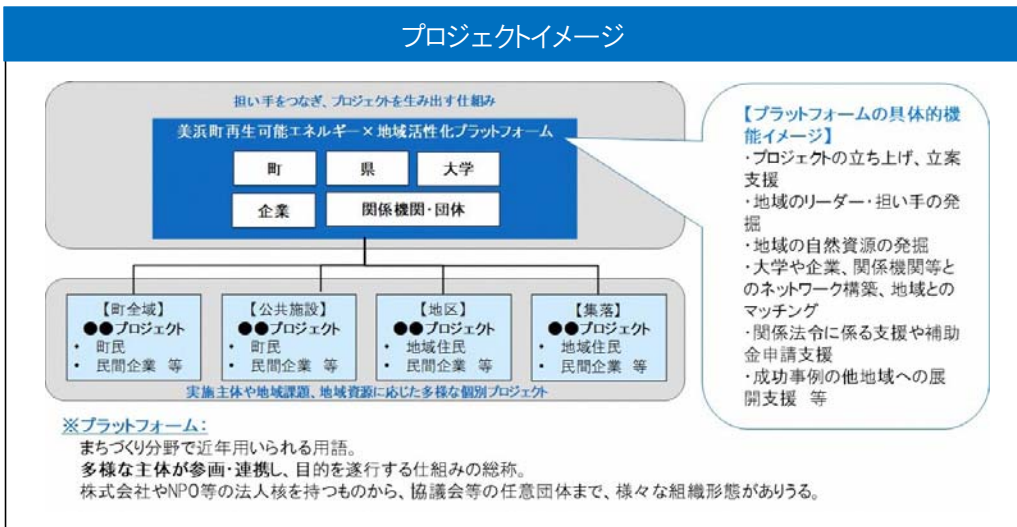 プロジェクトイメージ
担い手をつなぎ、プロジェクトを生み出す仕組み
美浜町再生可能エネルギー×地域活性化プラットフォーム
町
県
大学
企業
関係機関・団体
【プラットフォームの具体的機
能イメージ】
・プロジェクトの立ち上げ、立案
支援
・地域のリーダー・担い手の発
掘
・地域の自然資源の発掘
・大学や企業、関係機関等と
のネットワーク構築、地域との
マッチング
・関係法令に係る支援や補助
金申請支援
・成功事例の他地域への展
開支援 等
【町全域】
●●プロジェクト
・ 町民
・ 民間企業 等
【公共施設】
●●プロジェクト
・ 町民
・ 民間企業 等
【地区】
●●プロジェクト
・ 地域住民
・ 民間企業 等
【集落】
●●プロジェクト
・ 地域住民
・ 民間企業 等
実施主体や地域課題、地域資源に応じた多様な個別プロジェクト
※プラットフォーム:
まちづくり分野で近年用いられる用語。
多様な主体が参画・連携し、目的を遂行する仕組みの総称。
株式会社やNPO等の法人核を持つものから、協議会等の任意団体まで、様々な組織形態がありうる。